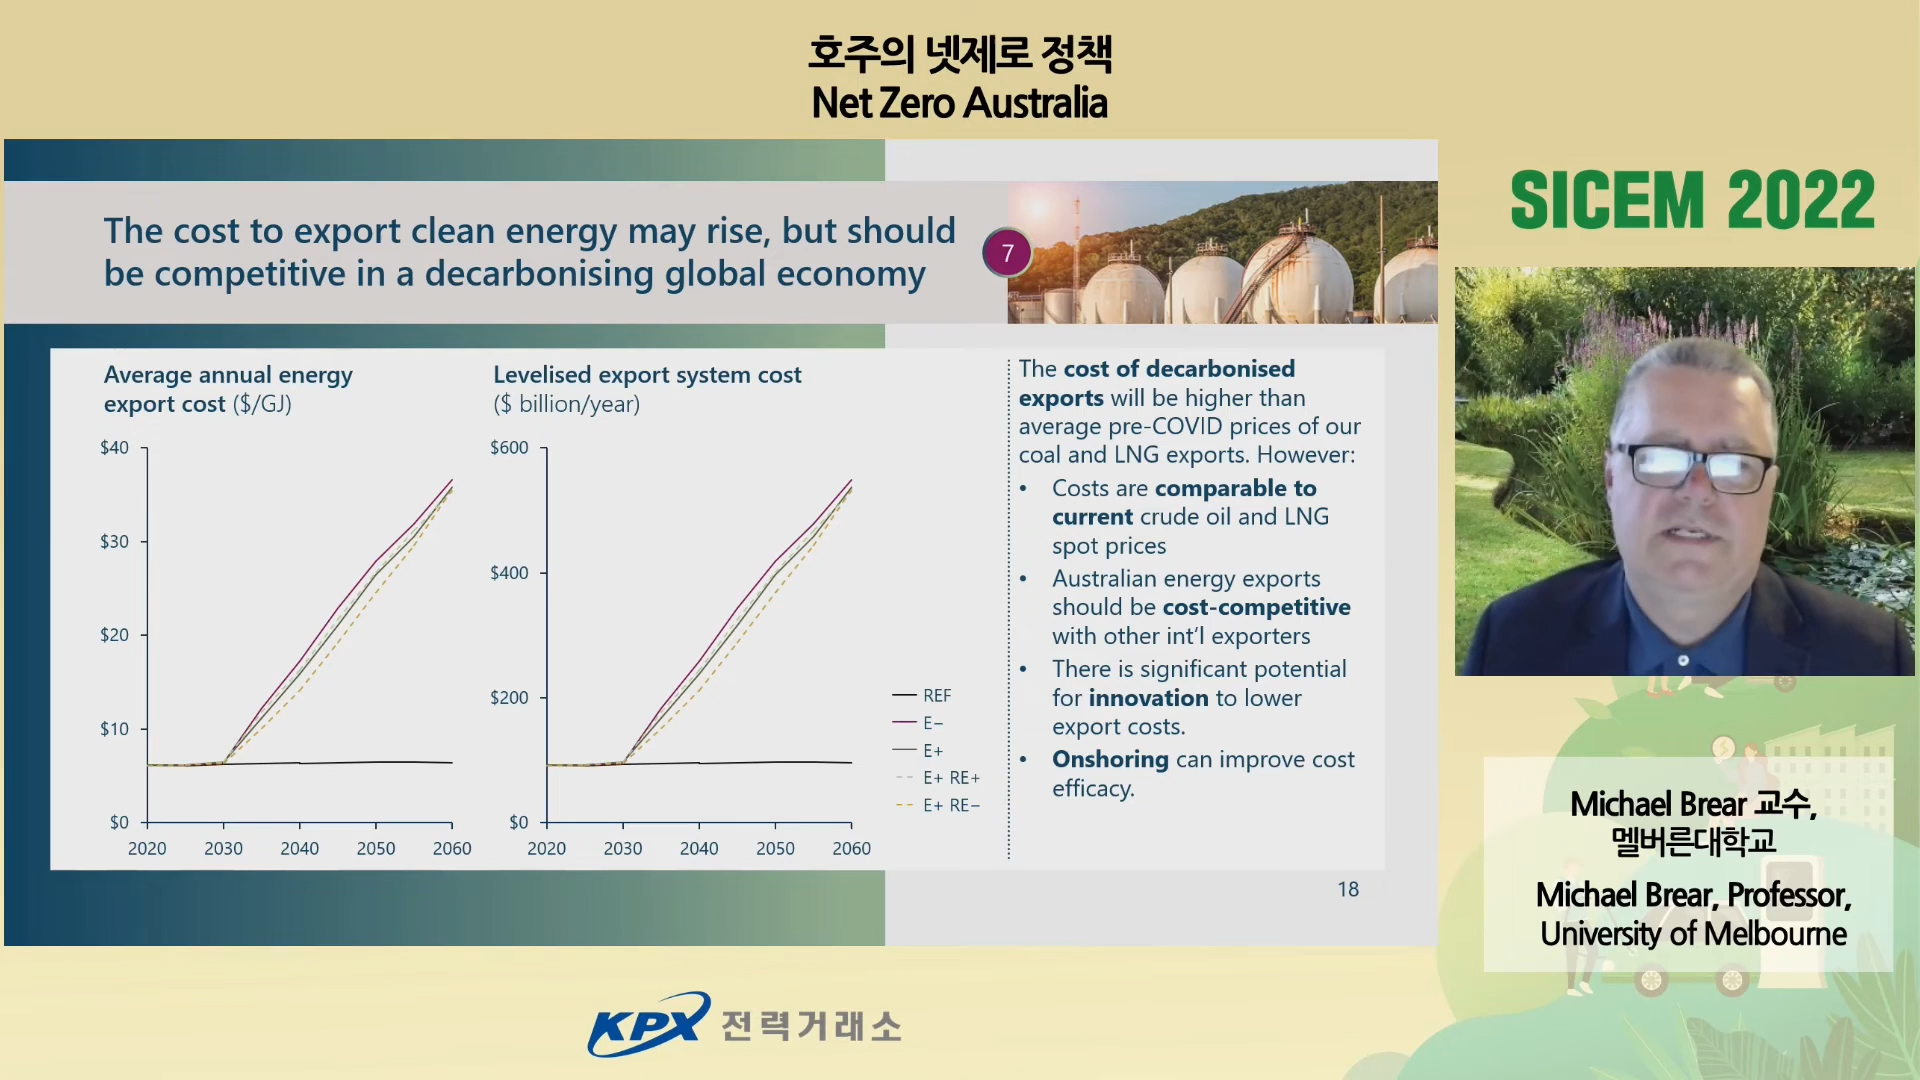 호주의 넷제로 정책
Net Zero Australia
SICEM 2022
The cost to export clean energy may rise, but should
be competitive in a decarbonising global economy
7
Average annual energy
export cost ($/GJ)
$40
$30
$20
$10
$0
2020 2030 2040 2050 2060
Levelised export system cost
($ billion/year)
$600
$400
$200
$0
2020 2030 2040 2050 2060
REF
E−
E+
E+ RE+
E+ RE−
The cost of decarbonised
exports will be higher than
average pre-COVID prices of our
coal and LNG exports. However:
• Costs are comparable to
current crude oil and LNG
spot prices
• Australian energy exports
should be cost-competitive
with other int'l exporters
• There is significant potential
for innovation to lower
export costs.
• Onshoring can improve cost
efficacy.
18
Michael Brear 교수,
멜버른대학교
Michael Brear, Professor,
University of Melbourne
KPX 전력거래소